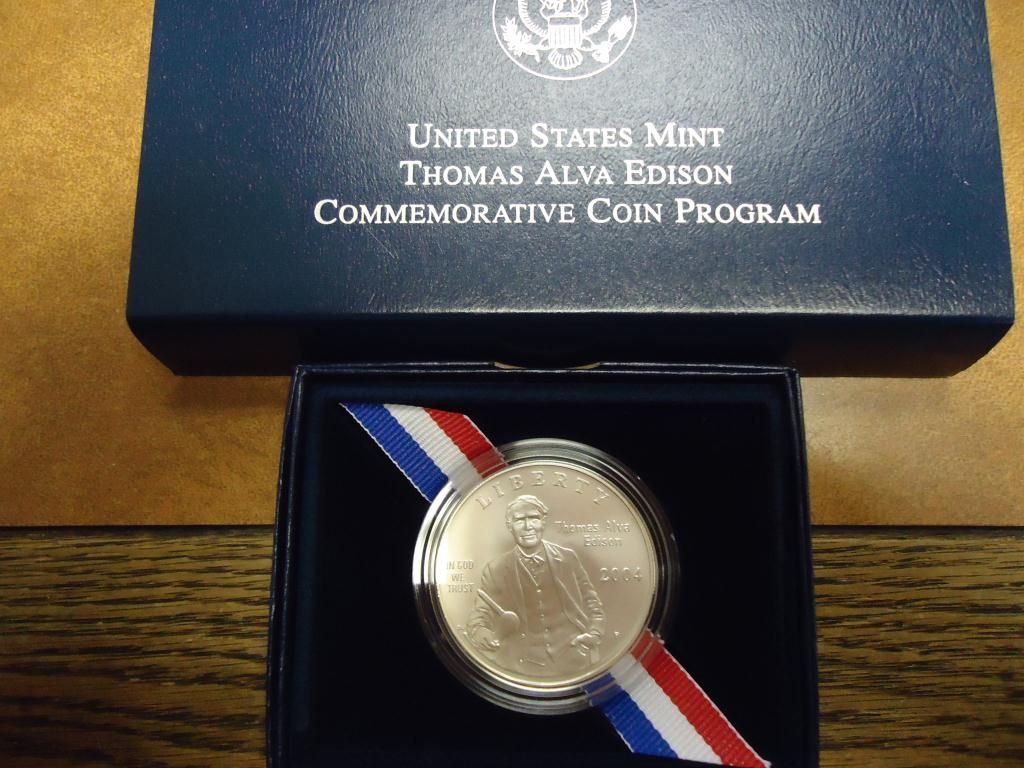 UNITED STATES MINT
THOMAS ALVA EDISON
COMMEMORATIVE COIN PROGRAM
LIBERTY
Thomas Alva
Edison
IN GOD
WE
TRUST
2004
P